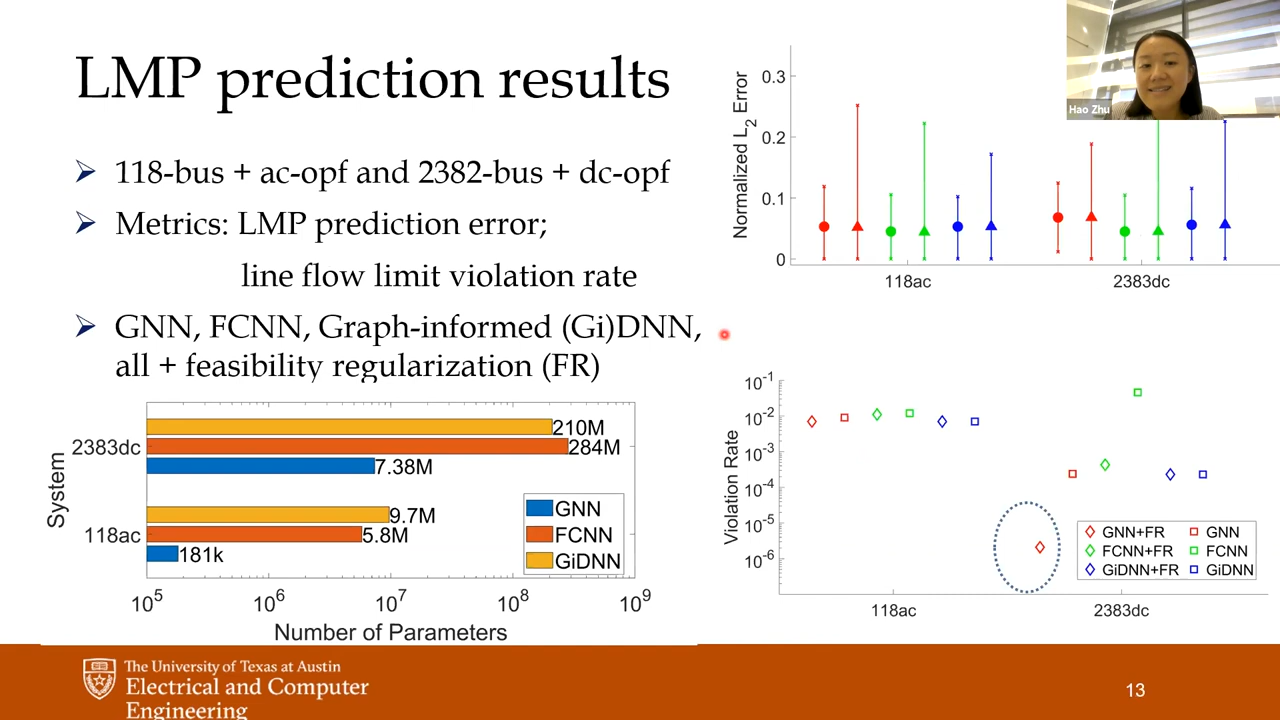 LMP prediction results
➢ 118-bus + ac-opf and 2382-bus + dc-opf
➢ Metrics: LMP prediction error;
line flow limit violation rate
➢ GNN, FCNN, Graph-informed (Gi)DNN,
all + feasibility regularization (FR)
System
2383dc
118ac
210M
284M
7.38M
9.7M
5.8M
181k
GNN
FCNN
GiDNN
10^5 10^6 10^7 10^8 10^9
Number of Parameters
Hao Zhu
Normalized L_2 Error
0.3
0.2
0.1
0
118ac 2383dc
Violation Rate
10^-1
10^-2
10^-3
10^-4
10^-5
10^-6
GNN+FR GNN
FCNN+FR FCNN
GiDNN+FR GiDNN
118ac 2383dc
The University of Texas at Austin
Electrical and Computer
Engineering
13